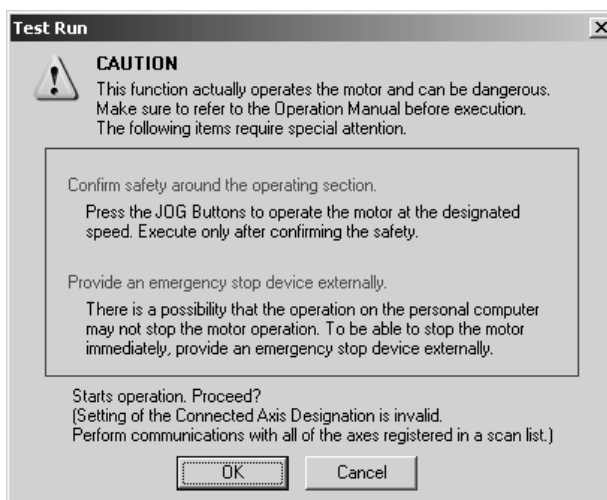 Test Run
CAUTION
This function actually operates the motor and can be dangerous.
Make sure to refer to the Operation Manual before execution.
The following items require special attention.
Confirm safety around the operating section.
Press the JOG Buttons to operate the motor at the designated
speed. Execute only after confirming the safety.
Provide an emergency stop device externally.
There is a possibility that the operation on the personal computer
may not stop the motor operation. To be able to stop the motor
immediately, provide an emergency stop device externally.
Starts operation. Proceed?
(Setting of the Connected Axis Designation is invalid.
Perform communications with all of the axes registered in a scan list.)
OK Cancel